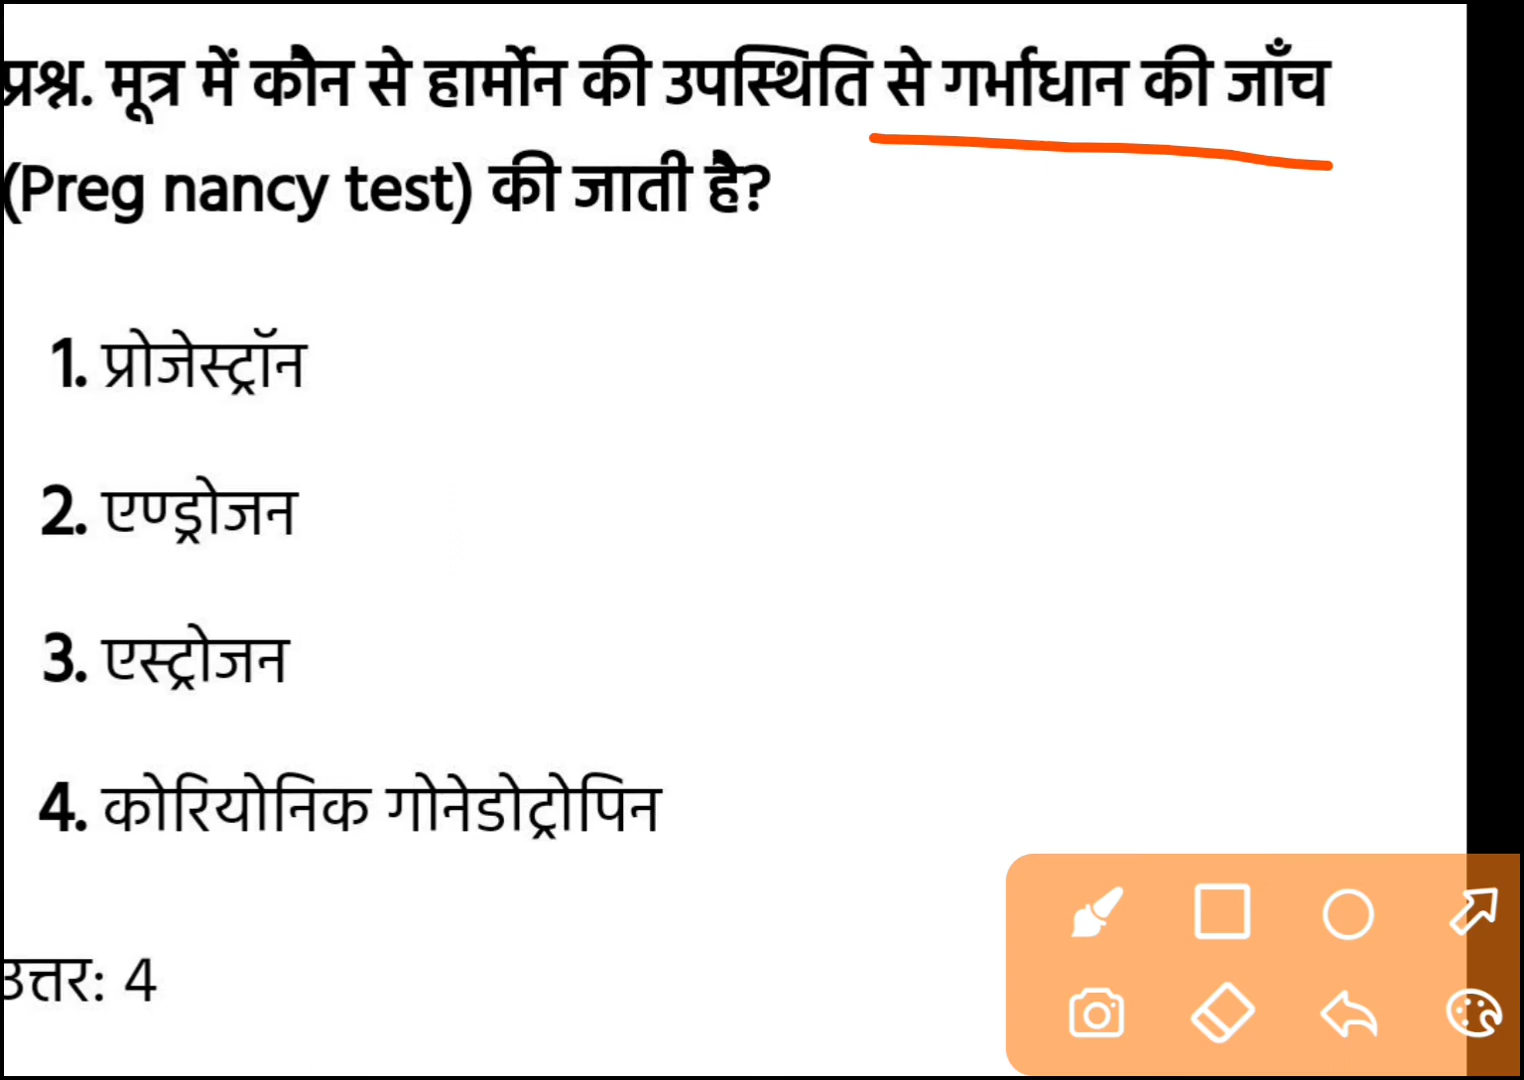 प्रश्न. मूत्र में कौन से हार्मोन की उपस्थिति से गर्भाधान की जाँच
(Preg nancy test) की जाती है?
1. प्रोजेस्ट्रॉन
2. एण्ड्रोजन
3. एस्ट्रोजन
4. कोरियोनिक गोनेडोट्रोपिन
उत्तर: 4